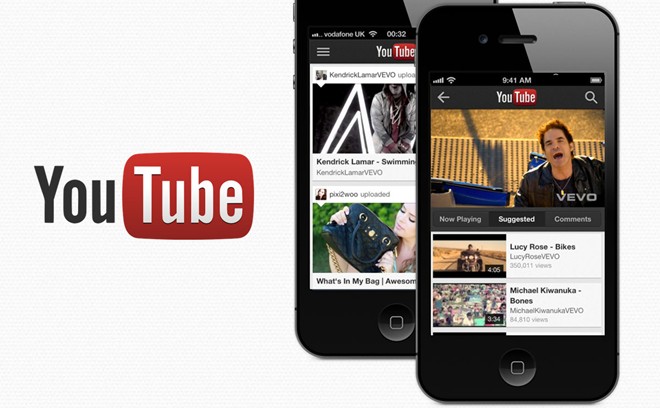 YouTube
vodafone UK 00:32
YouTube
KendrickLamarVEVO uploa
Kendrick Lamar - Swimming
KendrickLamarVEVO
pixi2woo uploaded
What's In My Bag | Awesom
9:41 AM
YouTube
VEVO
Now Playing Suggested Comments
Lucy Rose - Bikes
LucyRoseVEVO
350,011 views
4:05
Michael Kiwanuka -
Bones
MichaelKiwanukaVEVO
84,810 views
3:34